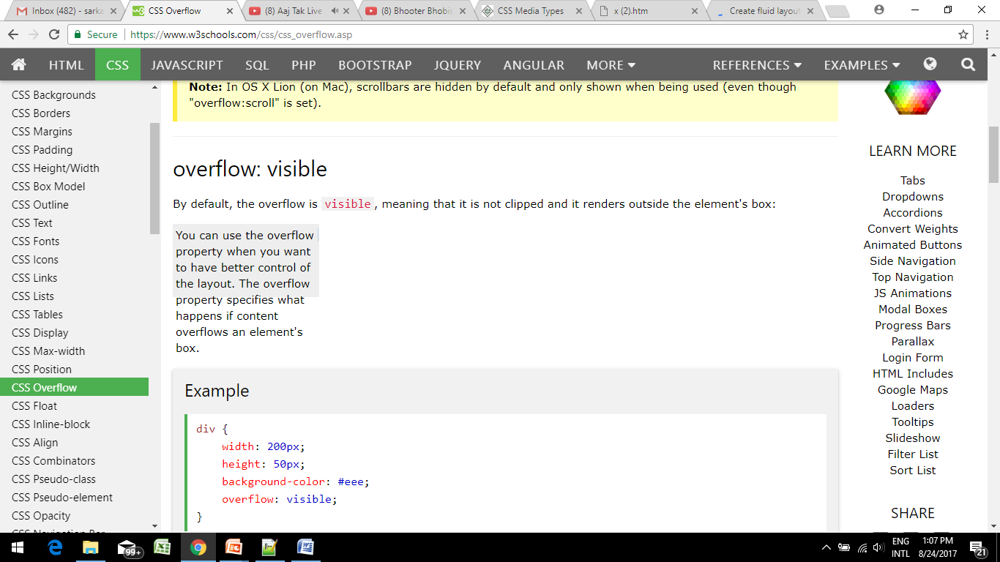 Inbox (482) - sarka
CSS Overflow
(8) Aaj Tak Live
(8) Bhooter Bhobis
CSS Media Types
x (2).htm
Create fluid layout
Secure
https://www.w3schools.com/css/css_overflow.asp
HTML
CSS
JAVASCRIPT
SQL
PHP
BOOTSTRAP
JQUERY
ANGULAR
MORE
REFERENCES
EXAMPLES
CSS Backgrounds
CSS Borders
CSS Margins
CSS Padding
CSS Height/Width
CSS Box Model
CSS Outline
CSS Text
CSS Fonts
CSS Icons
CSS Links
CSS Lists
CSS Tables
CSS Display
CSS Max-width
CSS Position
CSS Overflow
CSS Float
CSS Inline-block
CSS Align
CSS Combinators
CSS Pseudo-class
CSS Pseudo-element
CSS Opacity
CSS Navigation Bar
Note: In OS X Lion (on Mac), scrollbars are hidden by default and only shown when being used (even though
"overflow:scroll" is set).
overflow: visible
By default, the overflow is visible, meaning that it is not clipped and it renders outside the element's box:
You can use the overflow
property when you want
to have better control of
the layout. The overflow
property specifies what
happens if content
overflows an element's
box.
Example
div {
width: 200px;
height: 50px;
background-color: #eee;
overflow: visible;
}
LEARN MORE
Tabs
Dropdowns
Accordions
Convert Weights
Animated Buttons
Side Navigation
Top Navigation
JS Animations
Modal Boxes
Progress Bars
Parallax
Login Form
HTML Includes
Google Maps
Loaders
Tooltips
Slideshow
Filter List
Sort List
SHARE
99+
ENG
INTL
1:07 PM
8/24/2017
21